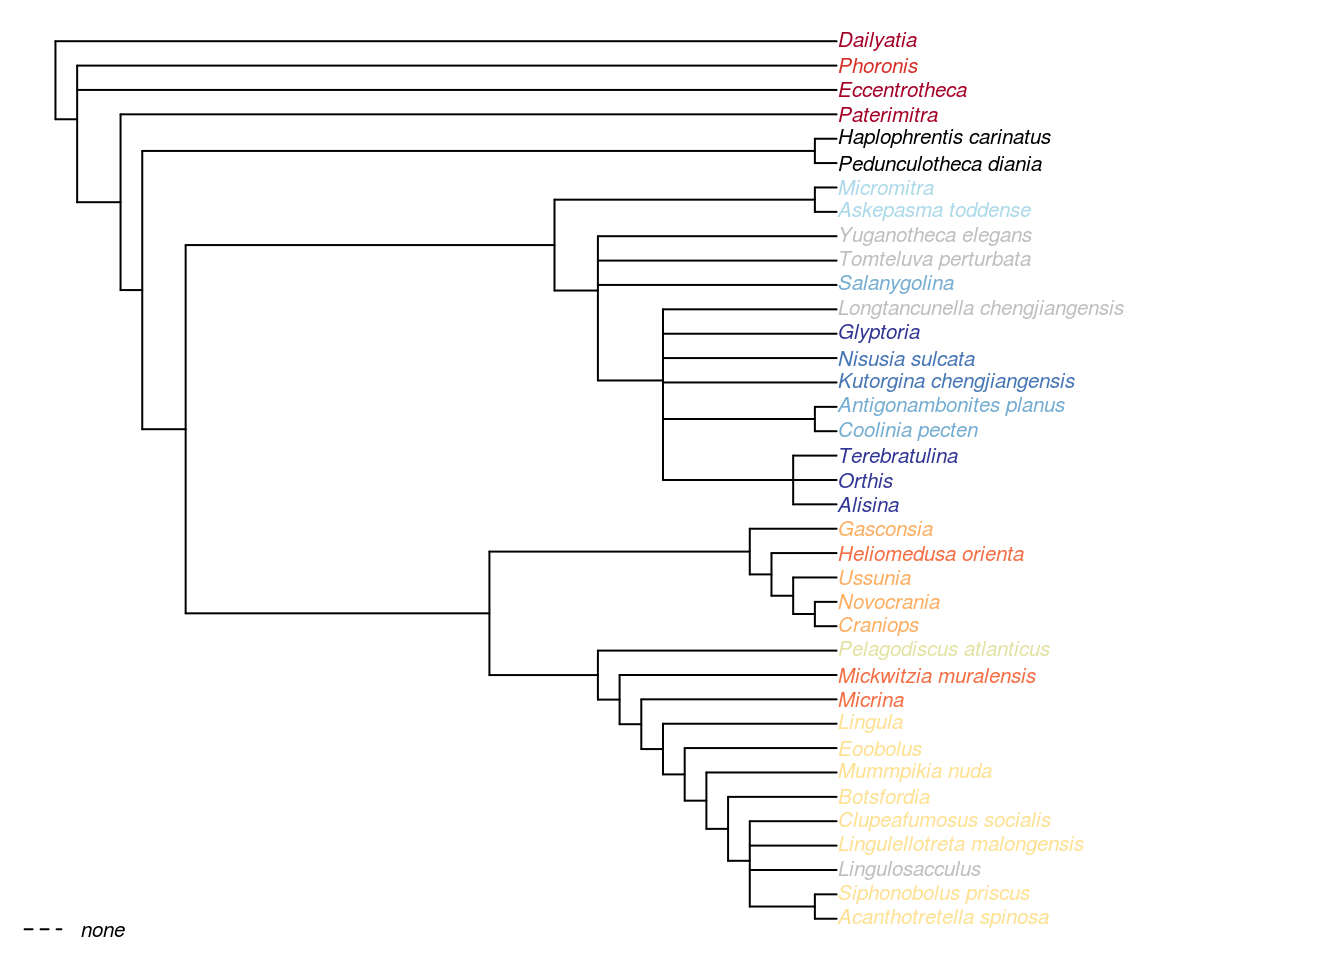 Dailyatia
Phoronis
Eccentrotheca
Paterimitra
Haplophrentis carinatus
Pedunculotheca diania
Micromitra
Askepasma toddense
Yuganotheca elegans
Tomteluva perturbata
Salanygolina
Longtancunella chengjiangensis
Glyptoria
Nisusia sulcata
Kutorgina chengjiangensis
Antigonambonites planus
Coolinia pecten
Terebratulina
Orthis
Alisina
Gasconsia
Heliomedusa orienta
Ussunia
Novocrania
Craniops
Pelagodiscus atlanticus
Mickwitzia muralensis
Micrina
Lingula
Eoobolus
Mummpikia nuda
Botsfordia
Clupeafumosus socialis
Lingulellotreta malongensis
Lingulosacculus
Siphonobolus priscus
Acanthotretella spinosa
none